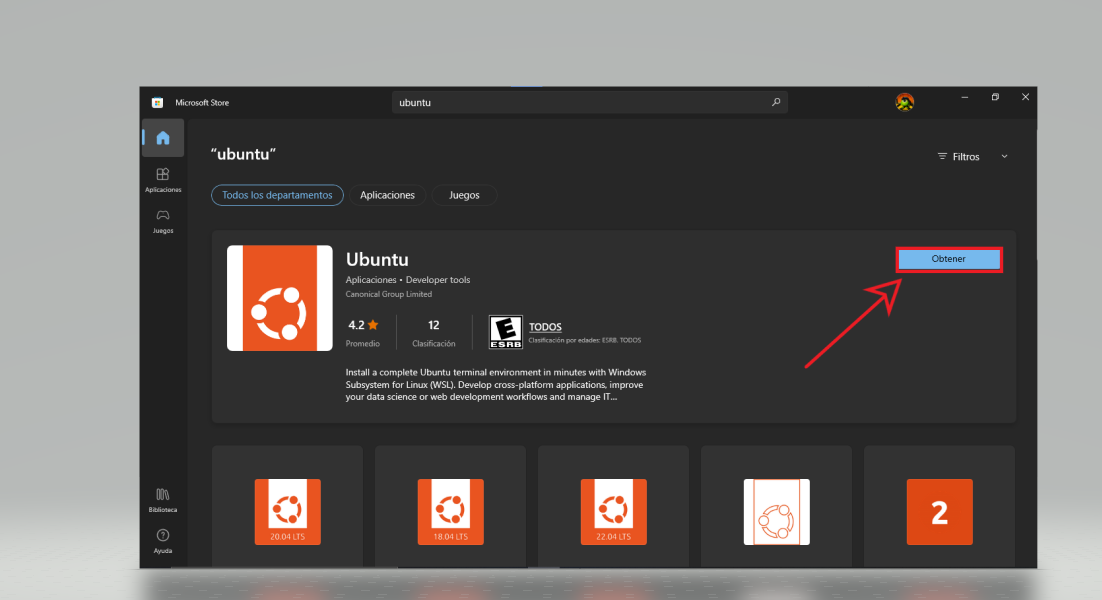 Microsoft Store
ubuntu
"ubuntu"
Filtros
Aplicaciones
Juegos
Todos los departamentos
Aplicaciones
Juegos
Ubuntu
Obtener
Aplicaciones • Developer tools
Canonical Group Limited
4.2
12
E
TODOS
Promedio
Clasificación
ESRB
Clasificación por edades: ESRB. TODOS
Install a complete Ubuntu terminal environment in minutes with Windows
Subsystem for Linux (WSL). Develop cross-platform applications, improve
your data science or web development workflows and manage IT...
20.04 LTS
18.04 LTS
22.04 LTS
2
Biblioteca
Ayuda